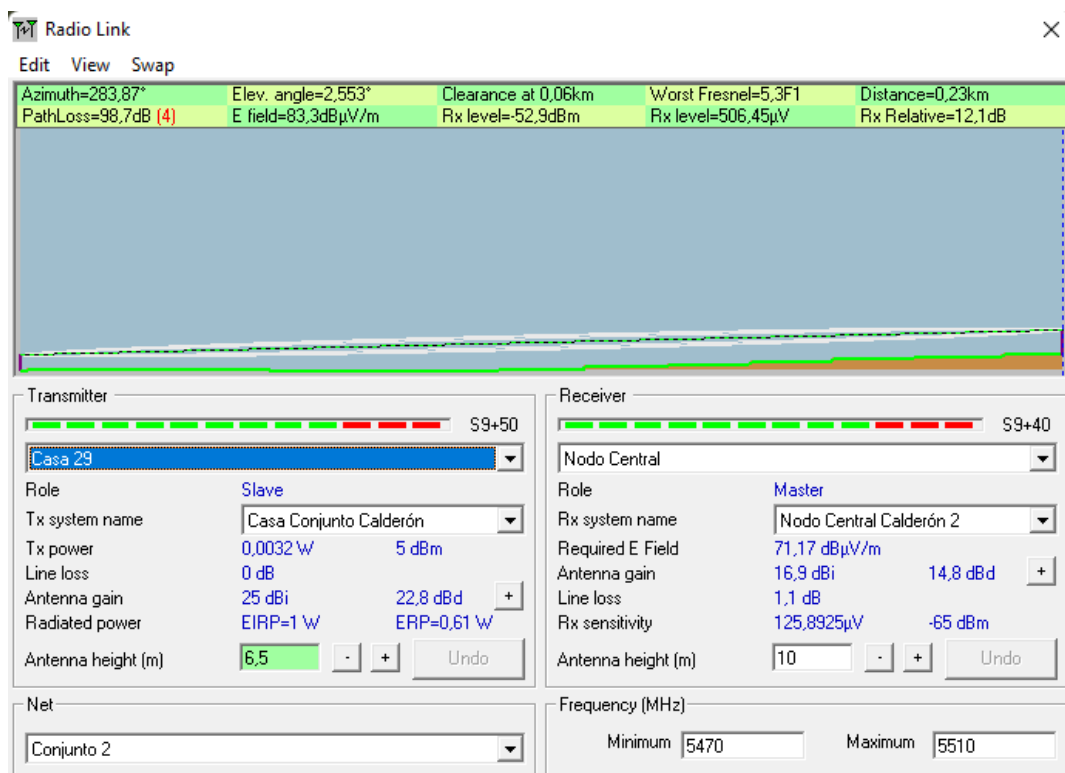 Radio Link
Edit View Swap
Azimuth=283,87° Elev. angle=2,553° Clearance at 0,06km Worst Fresnel=5,3F1 Distance=0,23km
PathLoss=98,7dB (4) E field=83,3dBµV/m Rx level=-52,9dBm Rx level=506,45µV Rx Relative=12,1dB
Transmitter
S9+50
Casa 29
Role Slave
Tx system name Casa Conjunto Calderón
Tx power 0,0032 W 5 dBm
Line loss 0 dB
Antenna gain 25 dBi 22,8 dBd +
Radiated power EIRP=1 W ERP=0,61 W
Antenna height (m) 6,5 - + Undo
Net
Conjunto 2
Receiver
S9+40
Nodo Central
Role Master
Rx system name Nodo Central Calderón 2
Required E Field 71,17 dBµV/m
Antenna gain 16,9 dBi 14,8 dBd +
Line loss 1,1 dB
Rx sensitivity 125,8925µV -65 dBm
Antenna height (m) 10 - + Undo
Frequency (MHz)
Minimum 5470 Maximum 5510